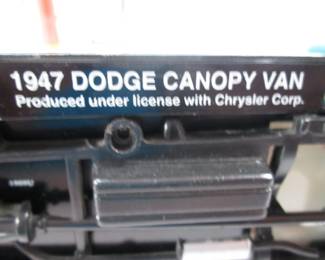 1947 DODGE CANOPY VAN
Produced under license with Chrysler Corp.